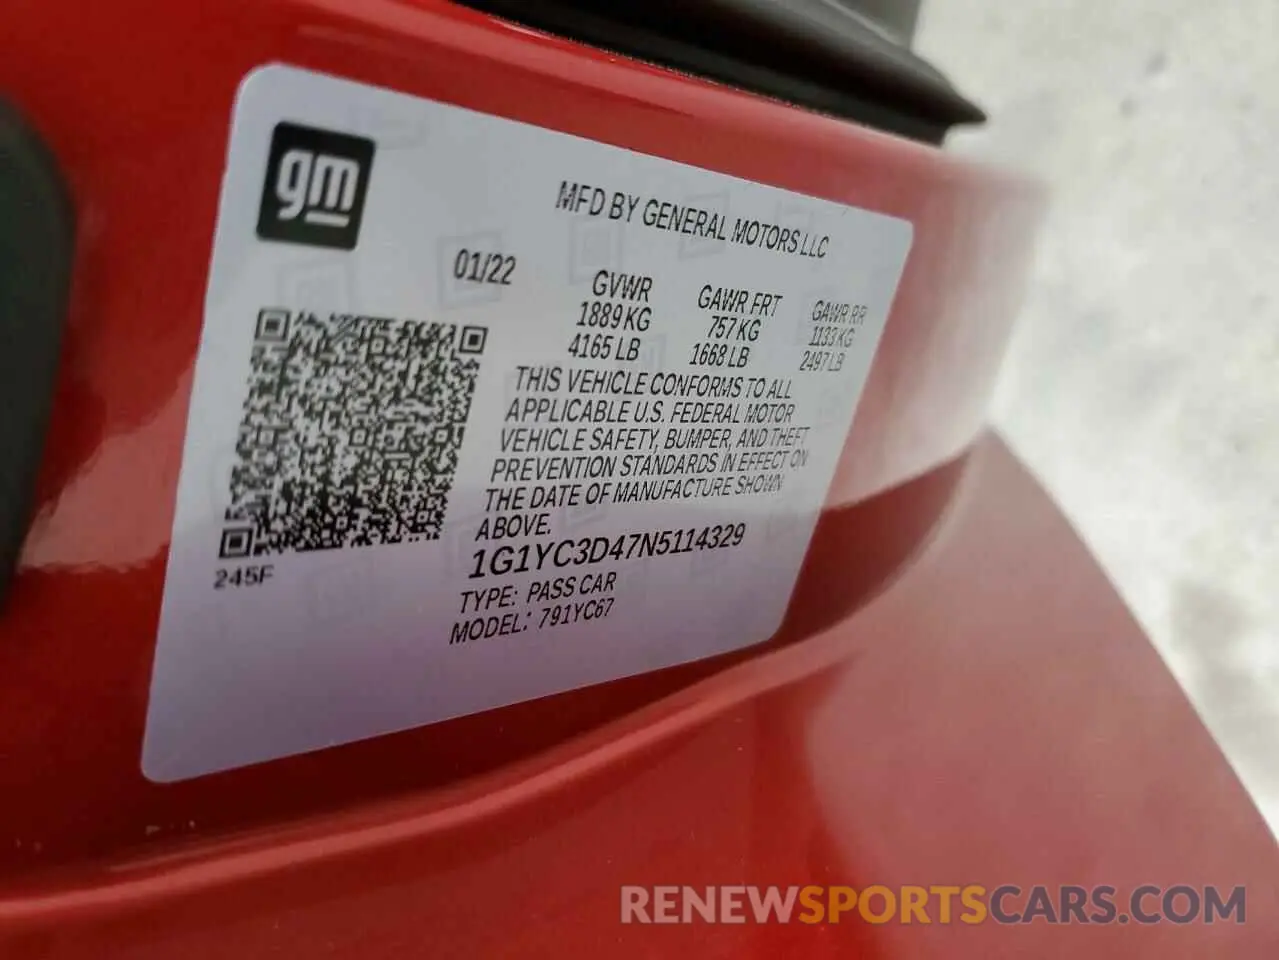 gm
MFD BY GENERAL MOTORS LLC
01/22
GVWR GAWR FRT GAWR RR
1889 KG 757 KG 1133 KG
4165 LB 1668 LB 2497 LB
THIS VEHICLE CONFORMS TO ALL
APPLICABLE U.S. FEDERAL MOTOR
VEHICLE SAFETY, BUMPER, AND THEFT
PREVENTION STANDARDS IN EFFECT ON
THE DATE OF MANUFACTURE SHOWN
ABOVE.
1G1YC3D47N5114329
245F
TYPE: PASS CAR
MODEL: 791YC67
RENEWSPORTSCARS.COM